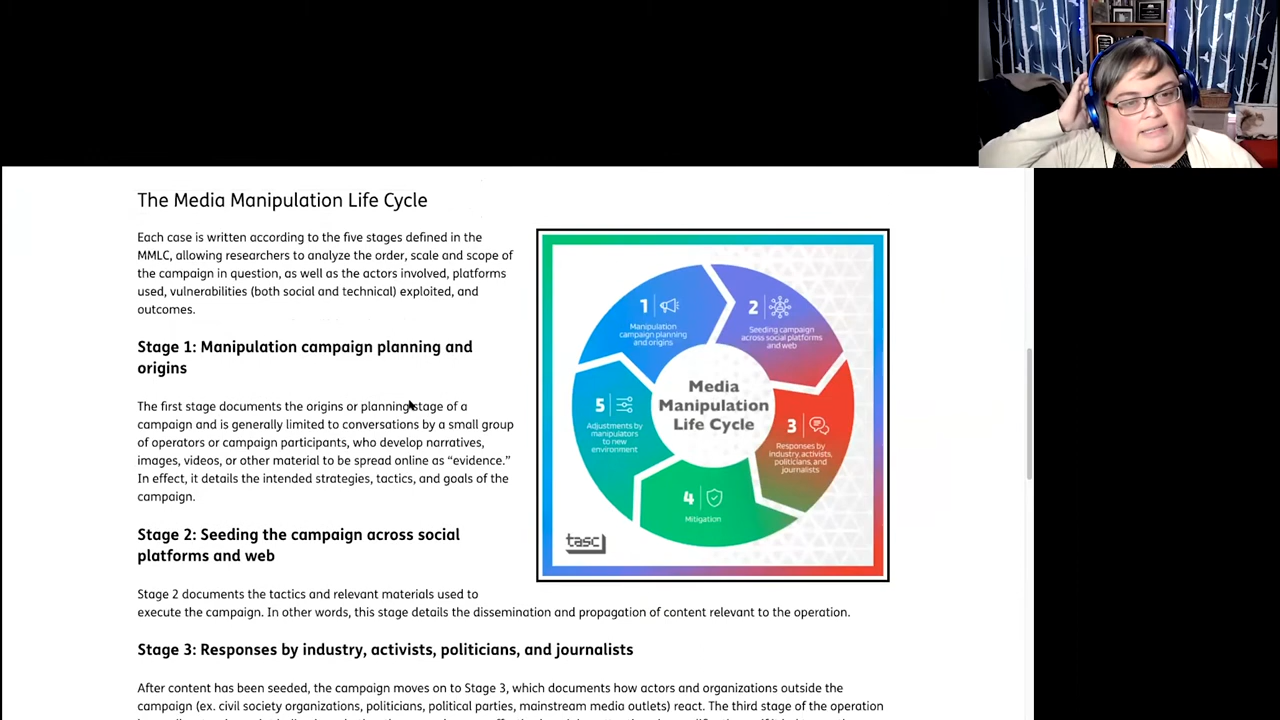 The Media Manipulation Life Cycle
Each case is written according to the five stages defined in the
MMLC, allowing researchers to analyze the order, scale and scope of
the campaign in question, as well as the actors involved, platforms
used, vulnerabilities (both social and technical) exploited, and
outcomes.
Stage 1: Manipulation campaign planning and
origins
The first stage documents the origins or planning stage of a
campaign and is generally limited to conversations by a small group
of operators or campaign participants, who develop narratives,
images, videos, or other material to be spread online as “evidence.”
In effect, it details the intended strategies, tactics, and goals of the
campaign.
Stage 2: Seeding the campaign across social
platforms and web
Stage 2 documents the tactics and relevant materials used to
execute the campaign. In other words, this stage details the dissemination and propagation of content relevant to the operation.
Stage 3: Responses by industry, activists, politicians, and journalists
After content has been seeded, the campaign moves on to Stage 3, which documents how actors and organizations outside the
campaign (ex. civil society organizations, politicians, political parties, mainstream media outlets) react. The third stage of the operation
1
Manipulation
campaign planning
and origins
2
Seeding campaign
across social platforms
and web
3
Responses by
industry, activists,
politicians, and
journalists
4
Mitigation
5
Adjustments by
manipulators
to new
environment
Media
Manipulation
Life Cycle
tasc